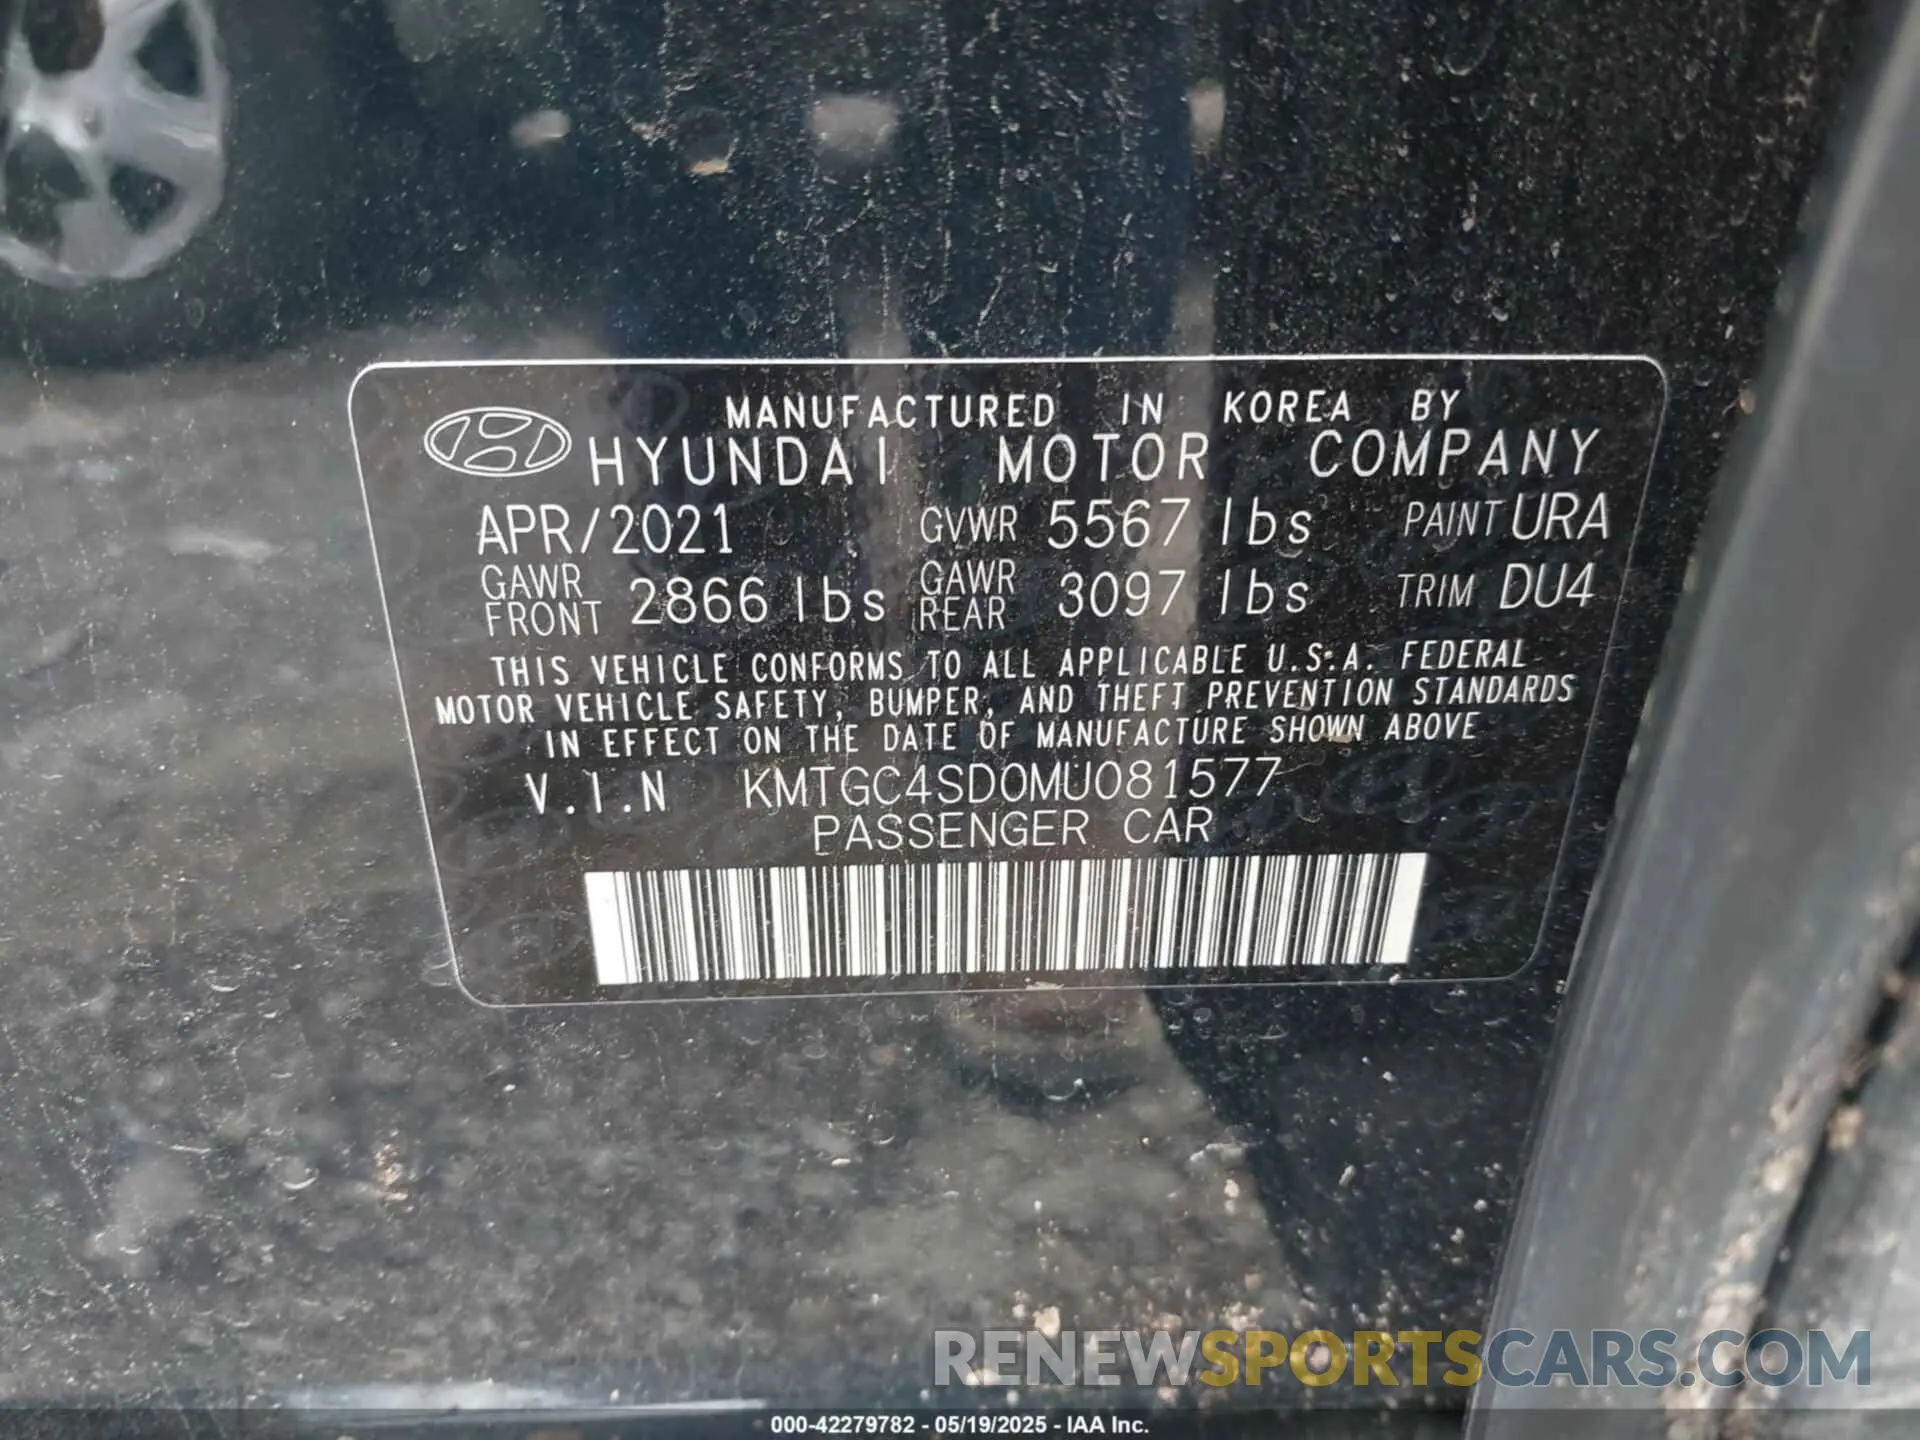 MANUFACTURED IN KOREA BY
HYUNDAI MOTOR COMPANY
APR/2021 GVWR 5567 lbs PAINT URA
GAWR FRONT 2866 lbs GAWR REAR 3097 lbs TRIM DU4
THIS VEHICLE CONFORMS TO ALL APPLICABLE U.S.A. FEDERAL
MOTOR VEHICLE SAFETY, BUMPER, AND THEFT PREVENTION STANDARDS
IN EFFECT ON THE DATE OF MANUFACTURE SHOWN ABOVE
V.I.N KMTGC4SD0MU081577
PASSENGER CAR
RENEWSPORTSCARS.COM
000-42279782 - 05/19/2025 - IAA Inc.